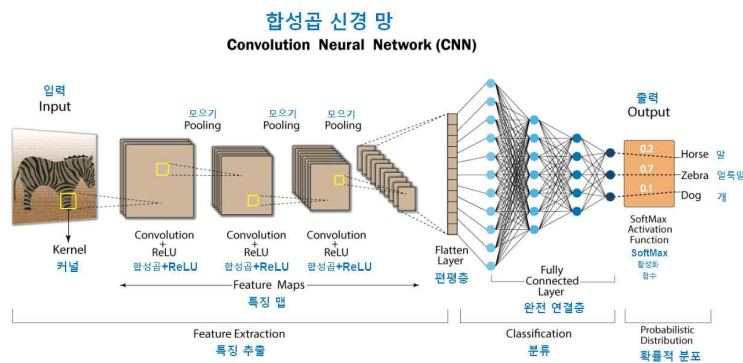 합성곱 신경 망
Convolution Neural Network (CNN)
입력
Input
모으기
Pooling
모으기
Pooling
모으기
Pooling
출력
Output
0.2
Horse 말
0.7
Zebra 얼룩말
0.1
Dog 개
Kernel
커널
Convolution
+
ReLU
합성곱+ReLU
Convolution
+
ReLU
합성곱+ReLU
Convolution
+
ReLU
합성곱+ReLU
Feature Maps
특징 맵
Flatten
Layer
편평층
Fully
Connected
Layer
완전 연결층
SoftMax
Activation
Function
SoftMax
활성화
함수
Feature Extraction
특징 추출
Classification
분류
Probabilistic
Distribution
확률적 분포